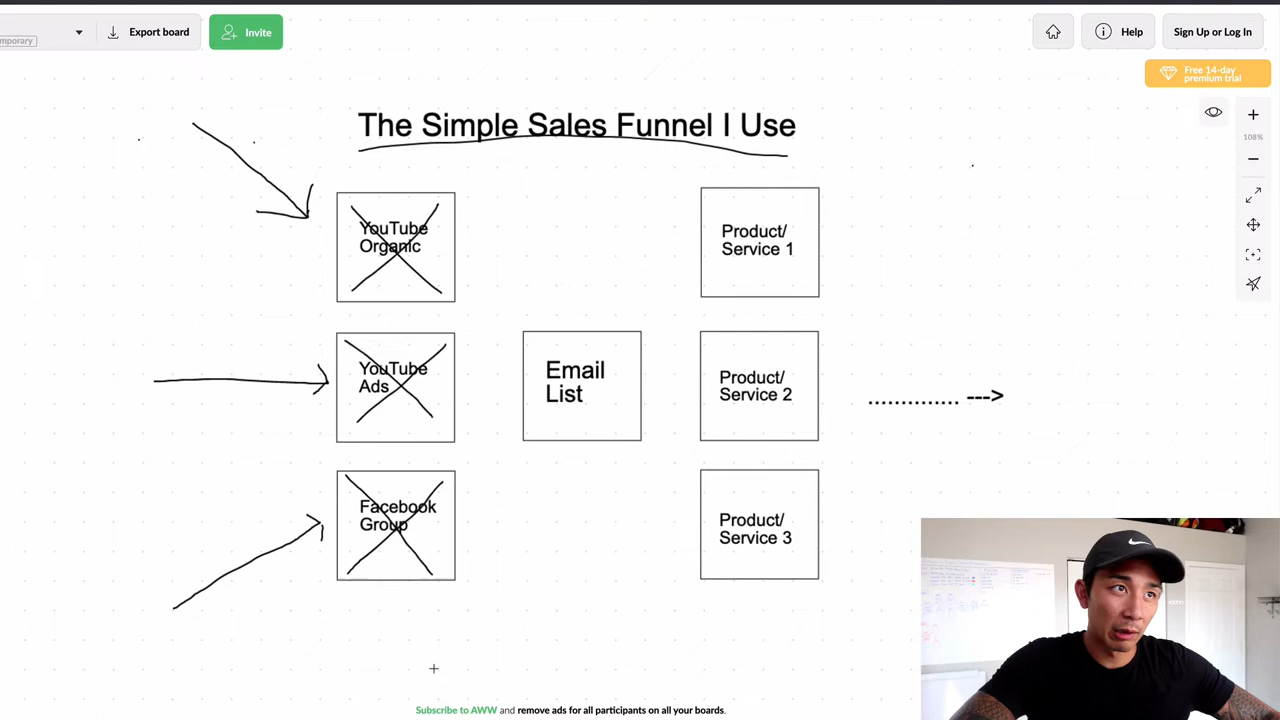 mporary
Export board
Invite
Help
Sign Up or Log In
Free 14-day
premium trial
108%
The Simple Sales Funnel I Use
YouTube
Organic
Product/
Service 1
YouTube
Ads
Email
List
Product/
Service 2
.............. --->
Facebook
Group
Product/
Service 3
Subscribe to AWW and remove ads for all participants on all your boards.